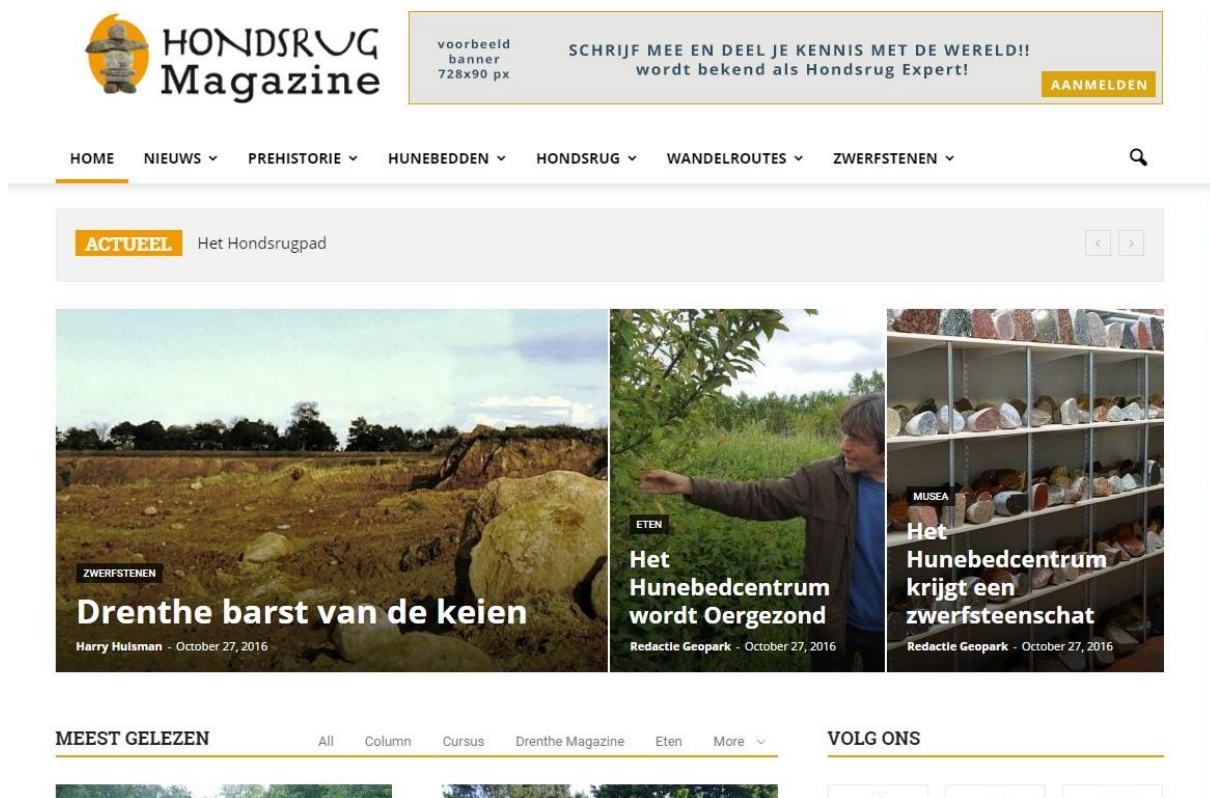 HONDSRUG
Magazine
voorbeeld
banner
728x90 px
SCHRIJF MEE EN DEEL JE KENNIS MET DE WERELD!!
wordt bekend als Hondsrug Expert!
AANMELDEN
HOME NIEUWS PREHISTORIE HUNEBEDDEN HONDSRUG WANDELROUTES ZWERFSTENEN
ACTUEEL Het Hondsrugpad
ZWERFSTENEN
Drenthe barst van de keien
Harry Huisman - October 27, 2016
ETEN
Het
Hunebedcentrum
wordt Oergezond
Redactie Geopark - October 27, 2016
MUSEA
Het
Hunebedcentrum
krijgt een
zwerfsteenschat
Redactie Geopark - October 27, 2016
MEEST GELEZEN All Column Cursus Drenthe Magazine Eten More
VOLG ONS